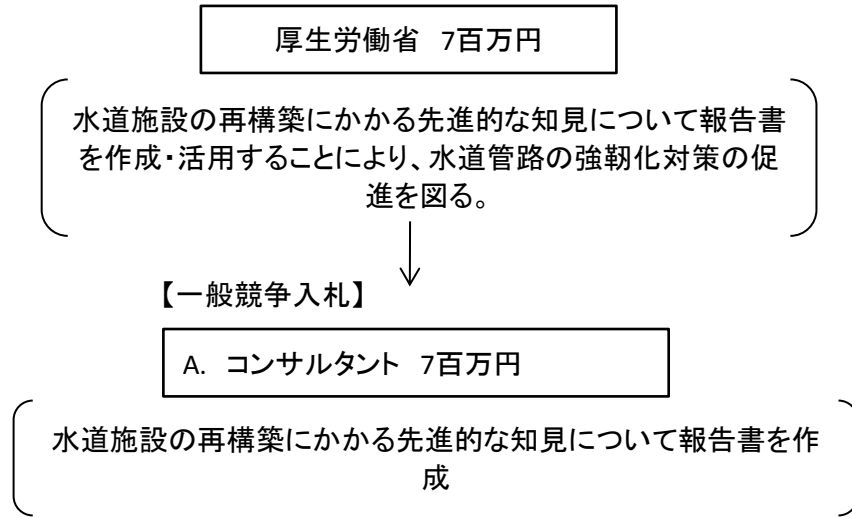 厚生労働省 7百万円
水道施設の再構築にかかる先進的な知見について報告書
を作成・活用することにより、水道管路の強靱化対策の促
進を図る。
【一般競争入札】
A. コンサルタント 7百万円
水道施設の再構築にかかる先進的な知見について報告書を作
成